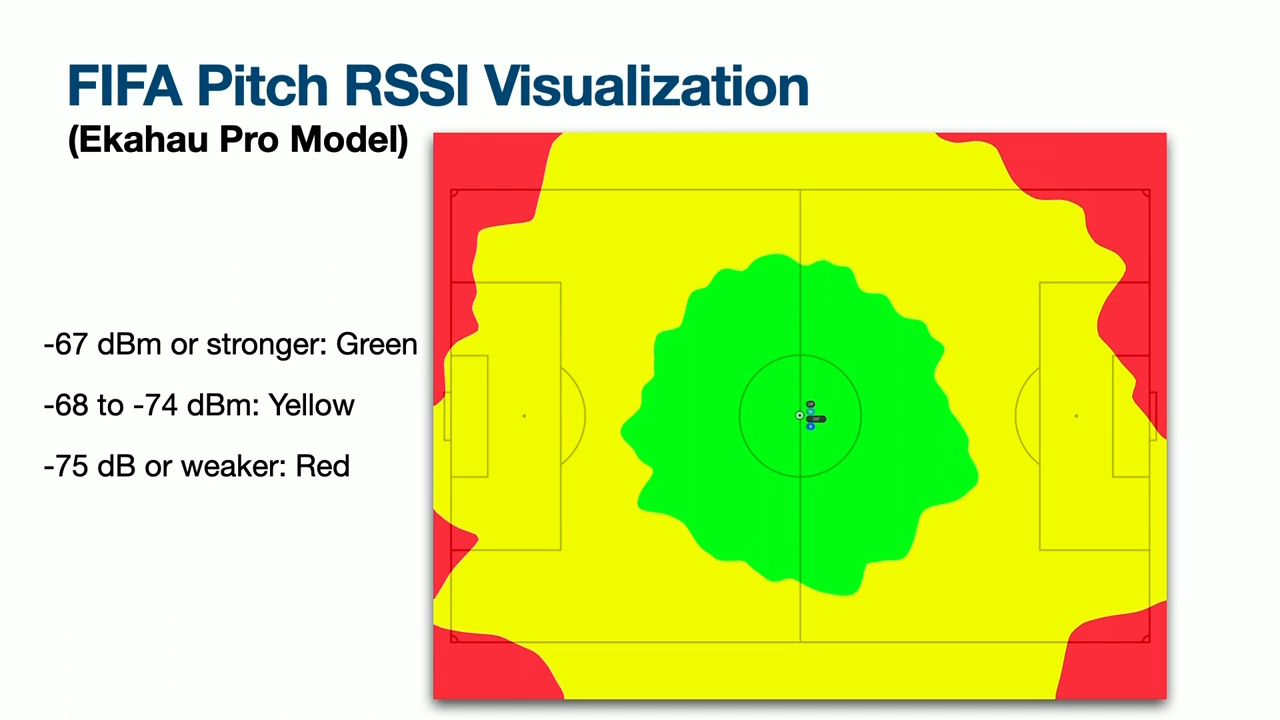 FIFA Pitch RSSI Visualization
(Ekahau Pro Model)
-67 dBm or stronger: Green
-68 to -74 dBm: Yellow
-75 dB or weaker: Red